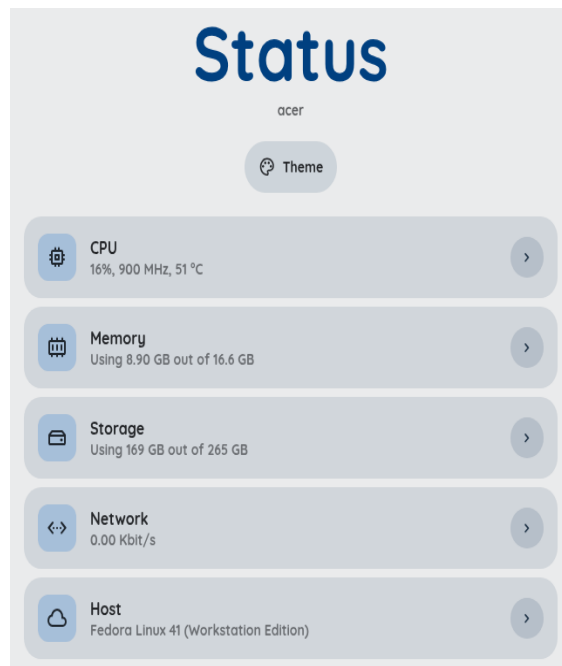 Status
acer
Theme
CPU
16%, 900 MHz, 51 °C
Memory
Using 8.90 GB out of 16.6 GB
Storage
Using 169 GB out of 265 GB
Network
0.00 Kbit/s
Host
Fedora Linux 41 (Workstation Edition)